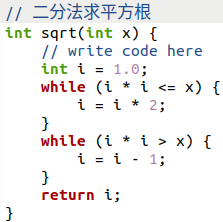 // 二分法求平方根
int sqrt(int x) {
    // write code here
    int i = 1.0;
    while (i * i <= x) {
        i = i * 2;
    }
    while (i * i > x) {
        i = i - 1;
    }
    return i;
}